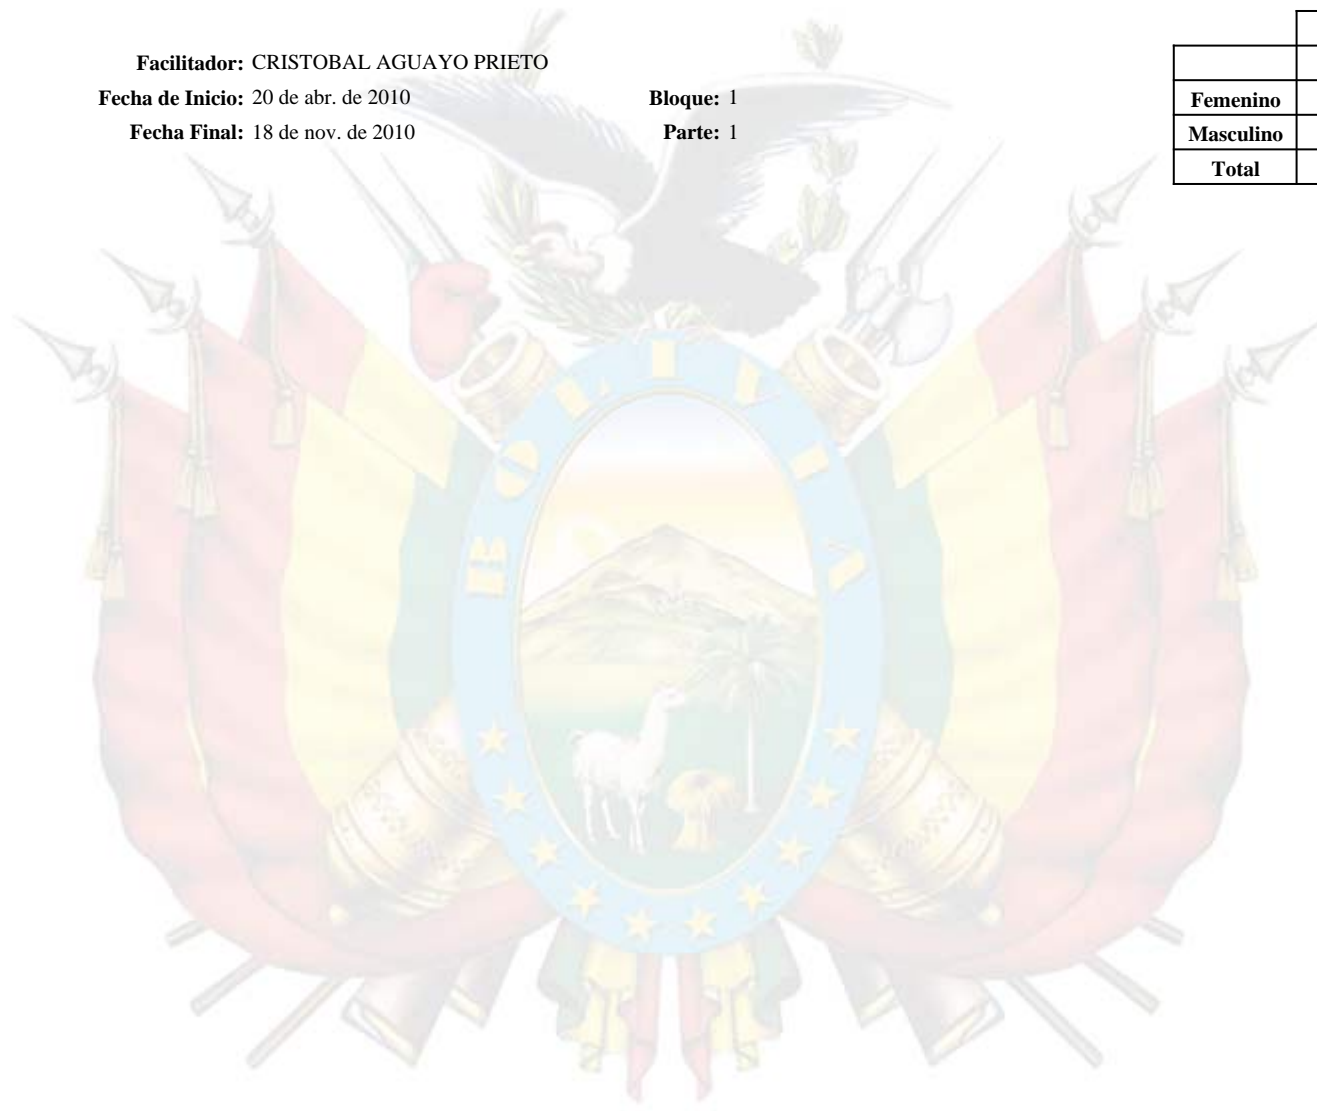 Facilitador: CRISTOBAL AGUAYO PRIETO
Fecha de Inicio: 20 de abr. de 2010 Bloque: 1
Fecha Final: 18 de nov. de 2010 Parte: 1
Femenino
Masculino
Total
BOLIVIA